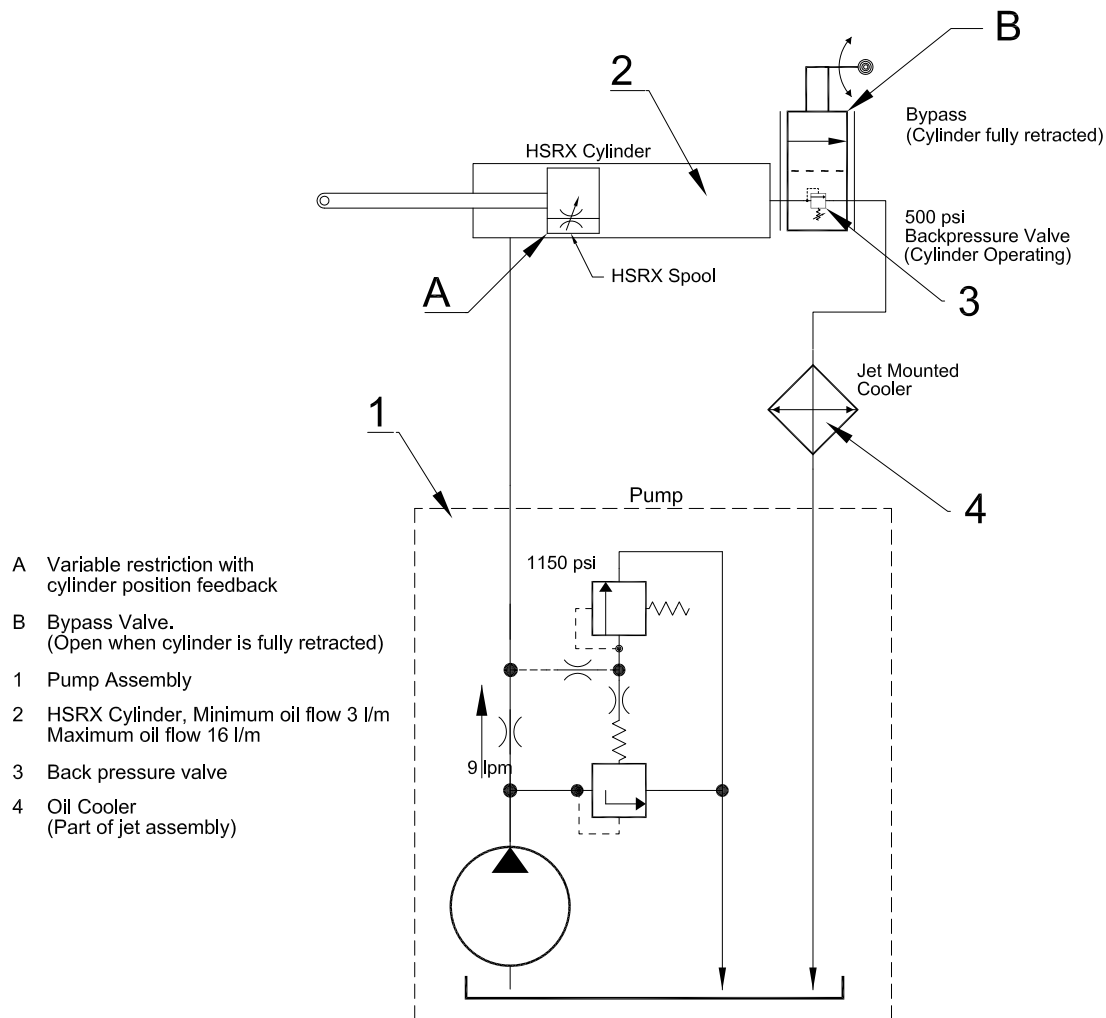 B
2
Bypass
(Cylinder fully retracted)
HSRX Cylinder
500 psi
Backpressure Valve
(Cylinder Operating)
HSRX Spool
A
3
Jet Mounted
Cooler
1
4
Pump
1150 psi
9 lpm
A Variable restriction with
cylinder position feedback
B Bypass Valve.
(Open when cylinder is fully retracted)
1 Pump Assembly
2 HSRX Cylinder, Minimum oil flow 3 l/m
Maximum oil flow 16 l/m
3 Back pressure valve
4 Oil Cooler
(Part of jet assembly)